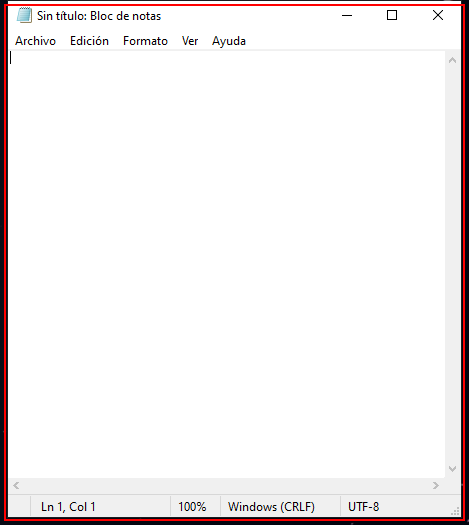 Sin título: Bloc de notas
Archivo Edición Formato Ver Ayuda
Ln 1, Col 1 100% Windows (CRLF) UTF-8